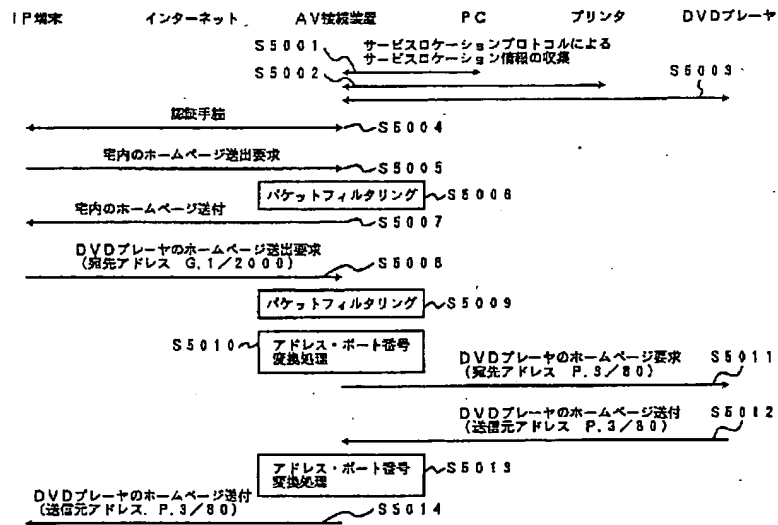 IP端末 インターネット AV接続装置 PC プリンタ DVDプレーヤ
S5001
サービスロケーションプロトコルによる
サービスロケーション情報の収集
S5002
S5003
認証手続
S5004
宅内のホームページ送出要求
S5005
パケットフィルタリング
S5006
宅内のホームページ送付
S5007
DVDプレーヤのホームページ送出要求
(宛先アドレス G.1/2000)
S5008
パケットフィルタリング
S5009
S5010
アドレス・ポート番号
変換処理
DVDプレーヤのホームページ要求
(宛先アドレス P.3/80)
S5011
DVDプレーヤのホームページ送付
(送信元アドレス P.3/80)
S5012
アドレス・ポート番号
変換処理
S5013
DVDプレーヤのホームページ送付
(送信元アドレス. P.3/80)
S5014